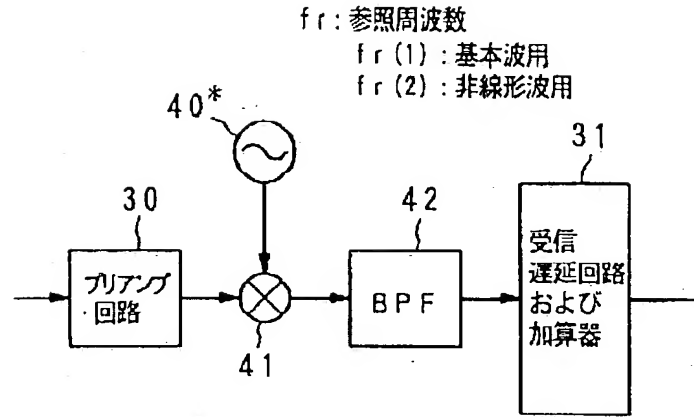 fr:参照周波数
fr(1):基本波用
fr(2):非線形波用
40*
31
30
42
プリアンプ
回路
BPF
受信
遅延回路
および
加算器
41